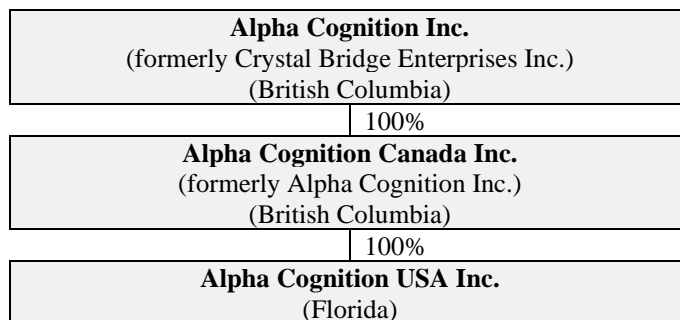 Alpha Cognition Inc.
(formerly Crystal Bridge Enterprises Inc.)
(British Columbia)
100%
Alpha Cognition Canada Inc.
(formerly Alpha Cognition Inc.)
(British Columbia)
100%
Alpha Cognition USA Inc.
(Florida)